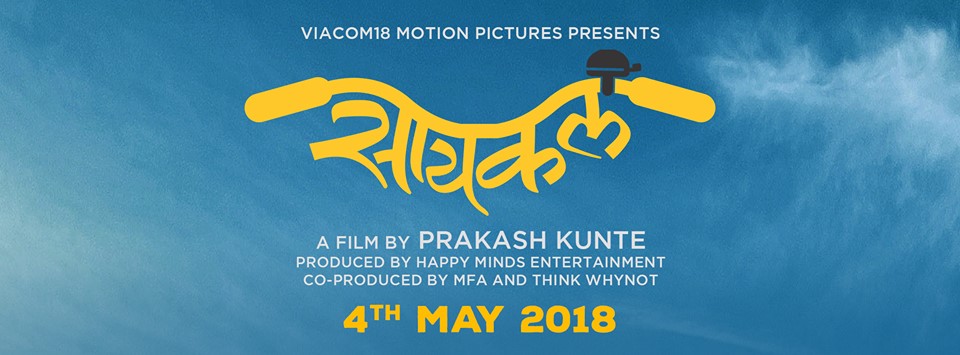 VIACOM18 MOTION PICTURES PRESENTS
सायकल
A FILM BY PRAKASH KUNTE
PRODUCED BY HAPPY MINDS ENTERTAINMENT
CO-PRODUCED BY MFA AND THINK WHYNOT
4TH MAY 2018